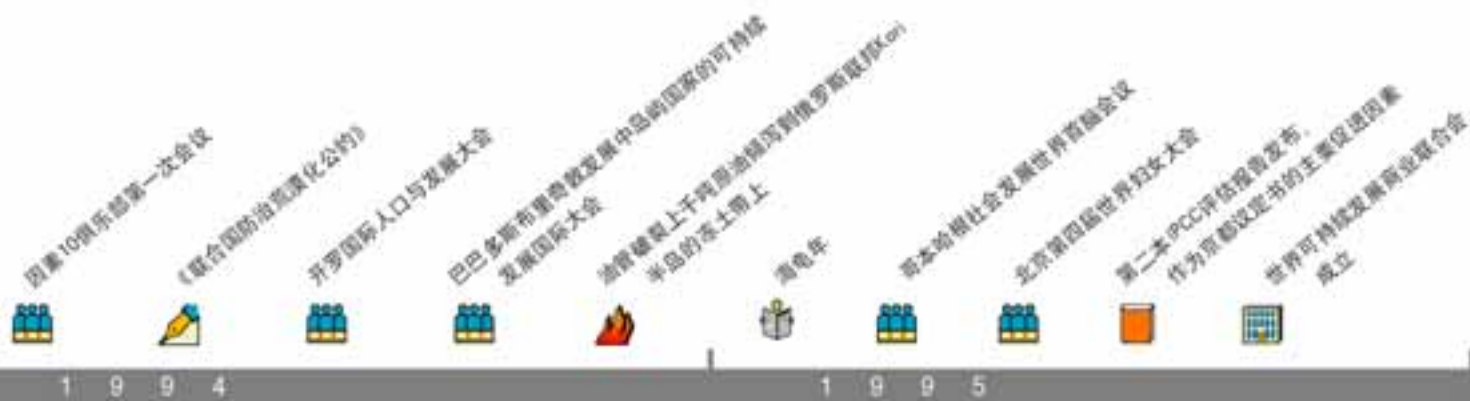 因素10俱乐部第一次会议
《联合国防治荒漠化公约》
开罗国际人口与发展大会
巴巴多斯布里奇敦发展中岛屿国家的可持续
发展国际大会
油管破裂上千吨原油倾泻到俄罗斯联邦Kori
半岛的冻土带上
海龟年
哥本哈根社会发展世界首脑会议
北京第四届世界妇女大会
第二本IPCC评估报告发布，
作为京都议定书的主要促进因素
世界可持续发展商业联合会
成立
1 9 9 4
1 9 9 5